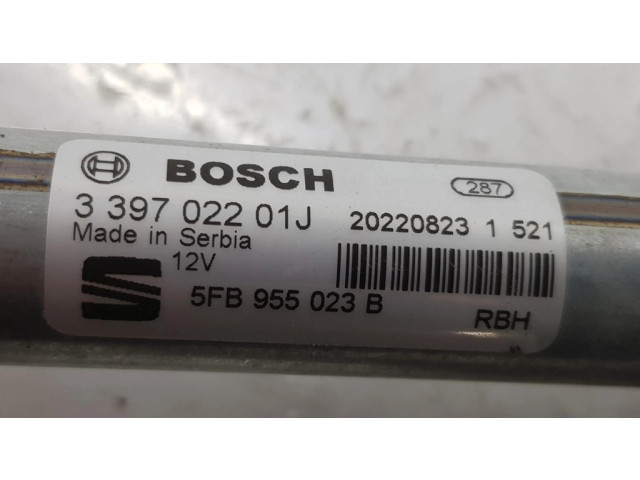 BOSCH 287
3 397 022 01J 20220823 1 521
Made in Serbia
12V
5FB 955 023 B
RBH